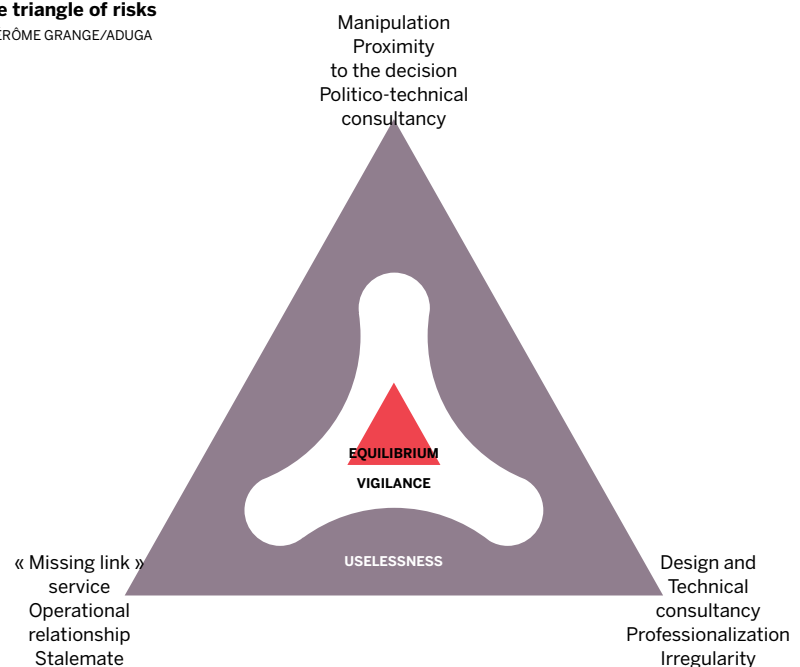 e triangle of risks
ÉRÔME GRANGE/ADUGA
Manipulation
Proximity
to the decision
Politico-technical
consultancy
EQUILIBRIUM
VIGILANCE
USELESSNESS
« Missing link »
service
Operational
relationship
Stalemate
Design and
Technical
consultancy
Professionalization
Irregularity